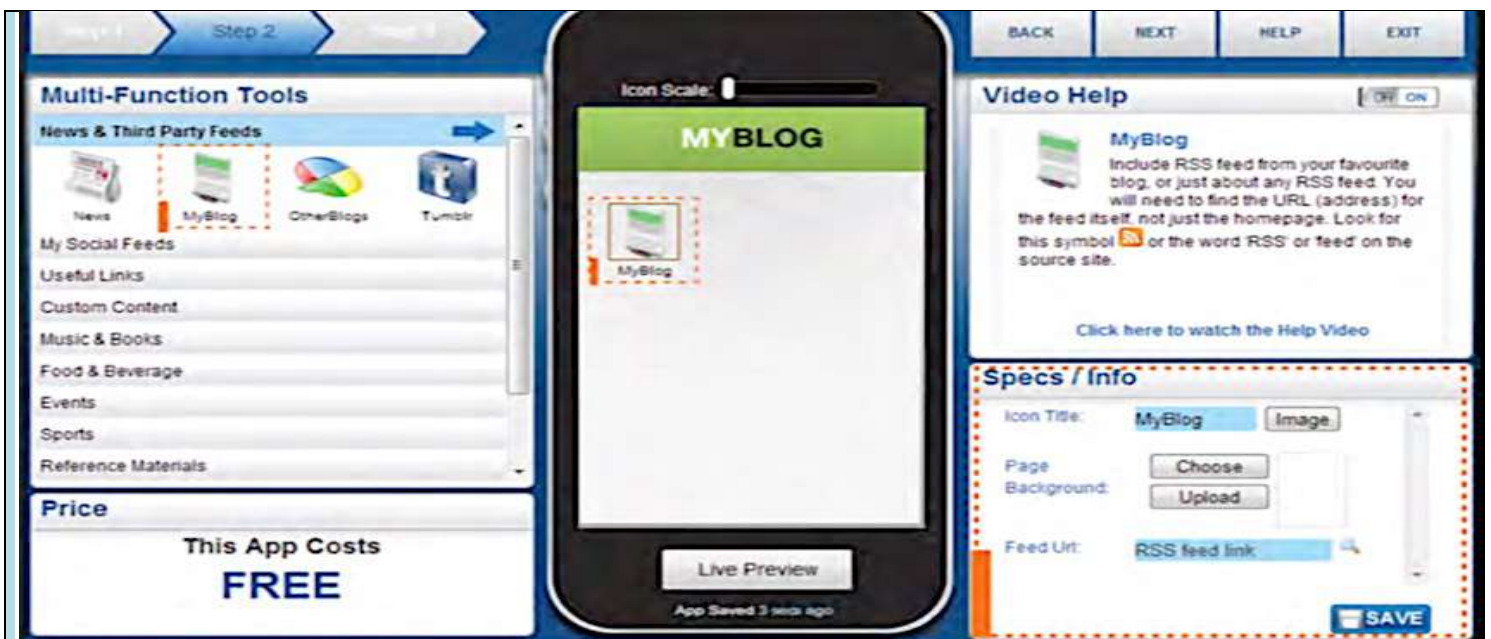 Step 2
BACK NEXT HELP EXIT
Multi-Function Tools
News & Third Party Feeds
News MyBlog OtherBlogs Tumblr
My Social Feeds
Useful Links
Custom Content
Music & Books
Food & Beverage
Events
Sports
Reference Materials
Price
This App Costs
FREE
Icon Scale:
MYBLOG
MyBlog
Live Preview
App Saved 3 secs ago
Video Help
OFF ON
MyBlog
Include RSS feed from your favourite
blog, or just about any RSS feed. You
will need to find the URL (address) for
the feed itself, not just the homepage. Look for
this symbol or the word 'RSS' or 'feed' on the
source site.
Click here to watch the Help Video
Specs / Info
Icon Title: MyBlog Image
Page
Background:
Choose
Upload
Feed Url: RSS feed link
SAVE